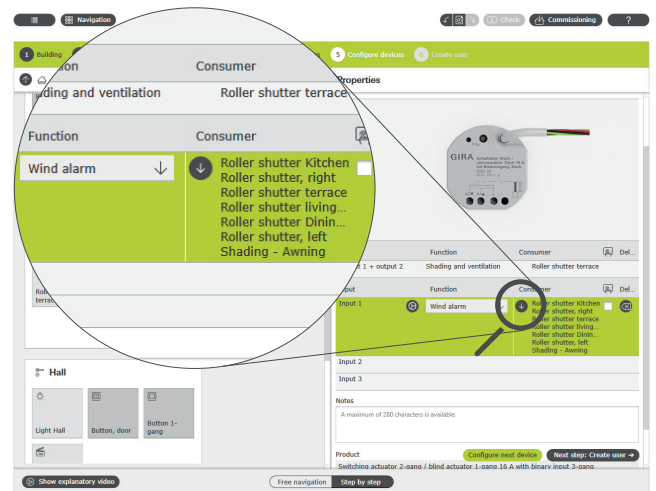 Navigation
Check
Commissioning
?
1 Building
5 Configure devices
6 Create user
Properties
Consumer
ding and ventilation
Roller shutter terrace
Function
Consumer
Wind alarm
Roller shutter Kitchen
Roller shutter, right
Roller shutter terrace
Roller shutter living...
Roller shutter Dinin...
Roller shutter, left
Shading - Awning
GIRA
Function
Consumer
Del...
1 + output 2
Shading and ventilation
Roller shutter terrace
Function
Del...
Input 1
Wind alarm
Roller shutter Kitchen
Roller shutter, right
Roller shutter terrace
Roller shutter living...
Roller shutter Dinin...
Roller shutter, left
Shading - Awning
Input 2
Input 3
Notes
A maximum of 280 characters is available.
Hall
Light Hall
Button, door
Button 1-
gang
Product
Configure next device
Next step: Create user
Switching actuator 2-gang / blind actuator 1-gang 16 A with binary input 3-gang
Show explanatory video
Free navigation
Step by step